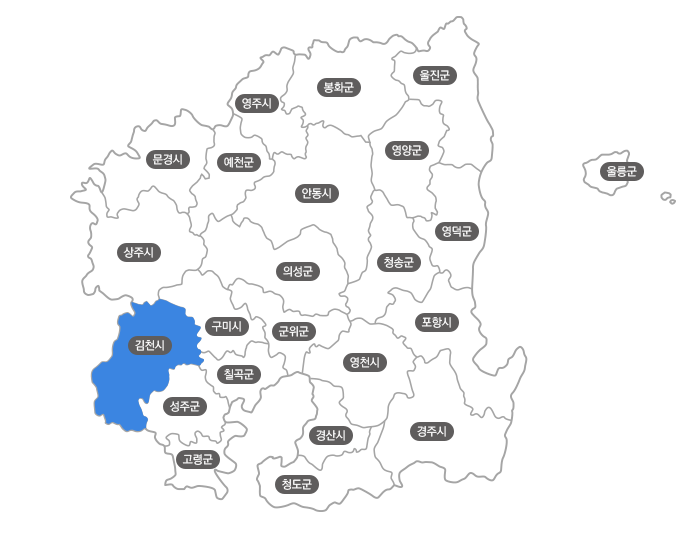 울진군
봉화군
영주시
영양군
문경시
예천군
울릉군
안동시
영덕군
상주시
청송군
의성군
포항시
구미시
군위군
김천시
영천시
칠곡군
성주군
경주시
경산시
고령군
청도군